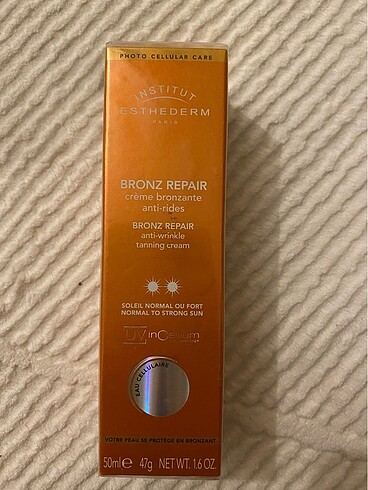 PHOTO CELLULAR CARE
INSTITUT
ESTHEDERM
PARIS
BRONZ REPAIR
crème bronzante
anti-rides
BRONZ REPAIR
anti-wrinkle
tanning cream
SOLEIL NORMAL OU FORT
NORMAL TO STRONG SUN
UV inCellium
EAU CELLULAIRE
VOTRE PEAU SE PROTÈGE EN BRONZANT
50ml e 47g NET WT. 1.6 OZ.